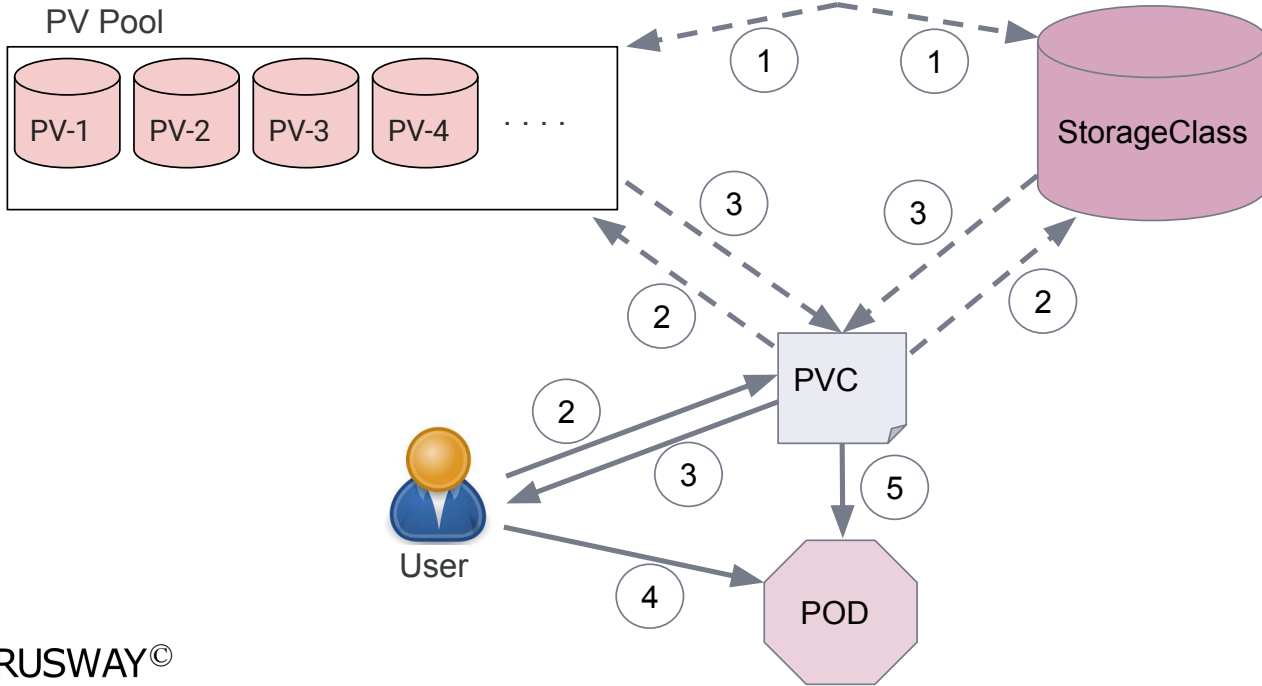 PV Pool
1
1
PV-1 PV-2 PV-3 PV-4 . . . .
StorageClass
3
3
2
2
PVC
2
3
5
User
4
POD
RUSWAY©